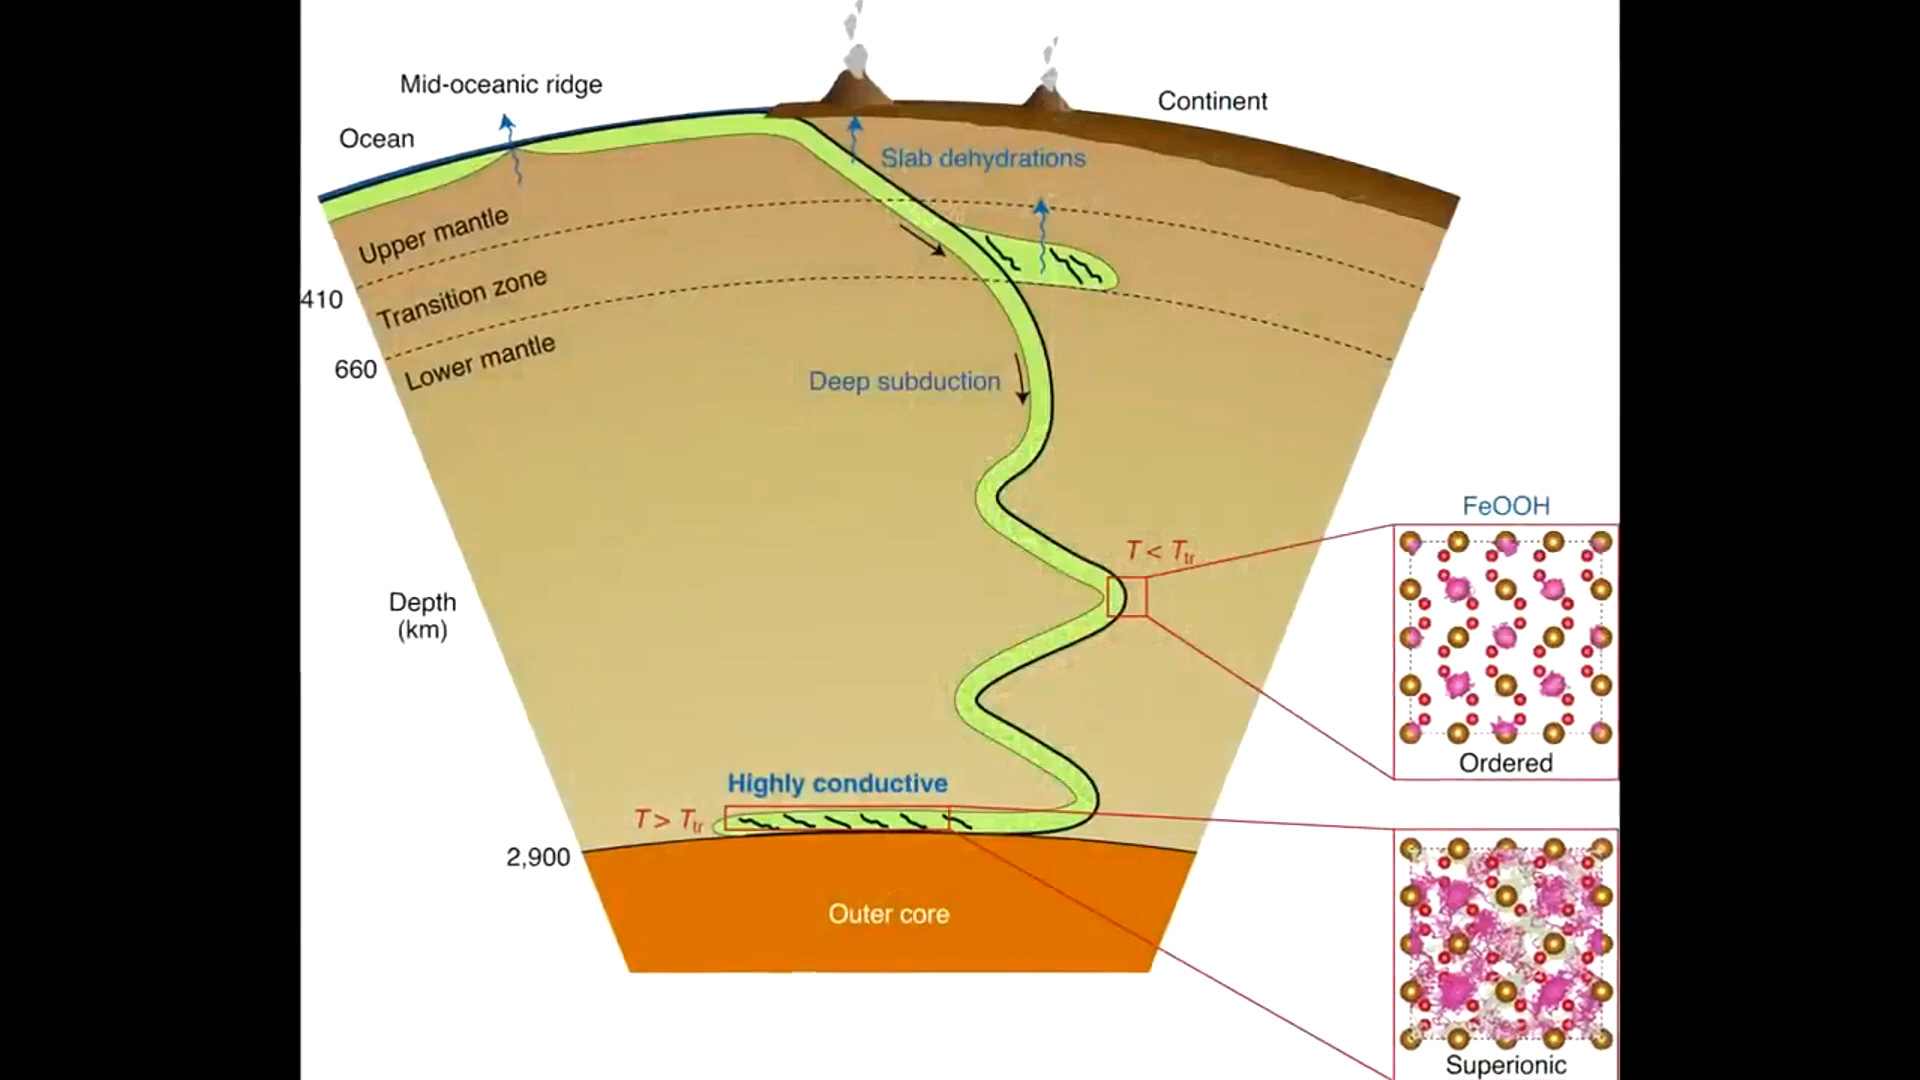 Mid-oceanic ridge
Continent
Ocean
Slab dehydrations
Upper mantle
410
Transition zone
660
Lower mantle
Deep subduction
FeOOH
T < Ttr
Depth
(km)
Ordered
Highly conductive
T > Ttr
2,900
Outer core
Superionic